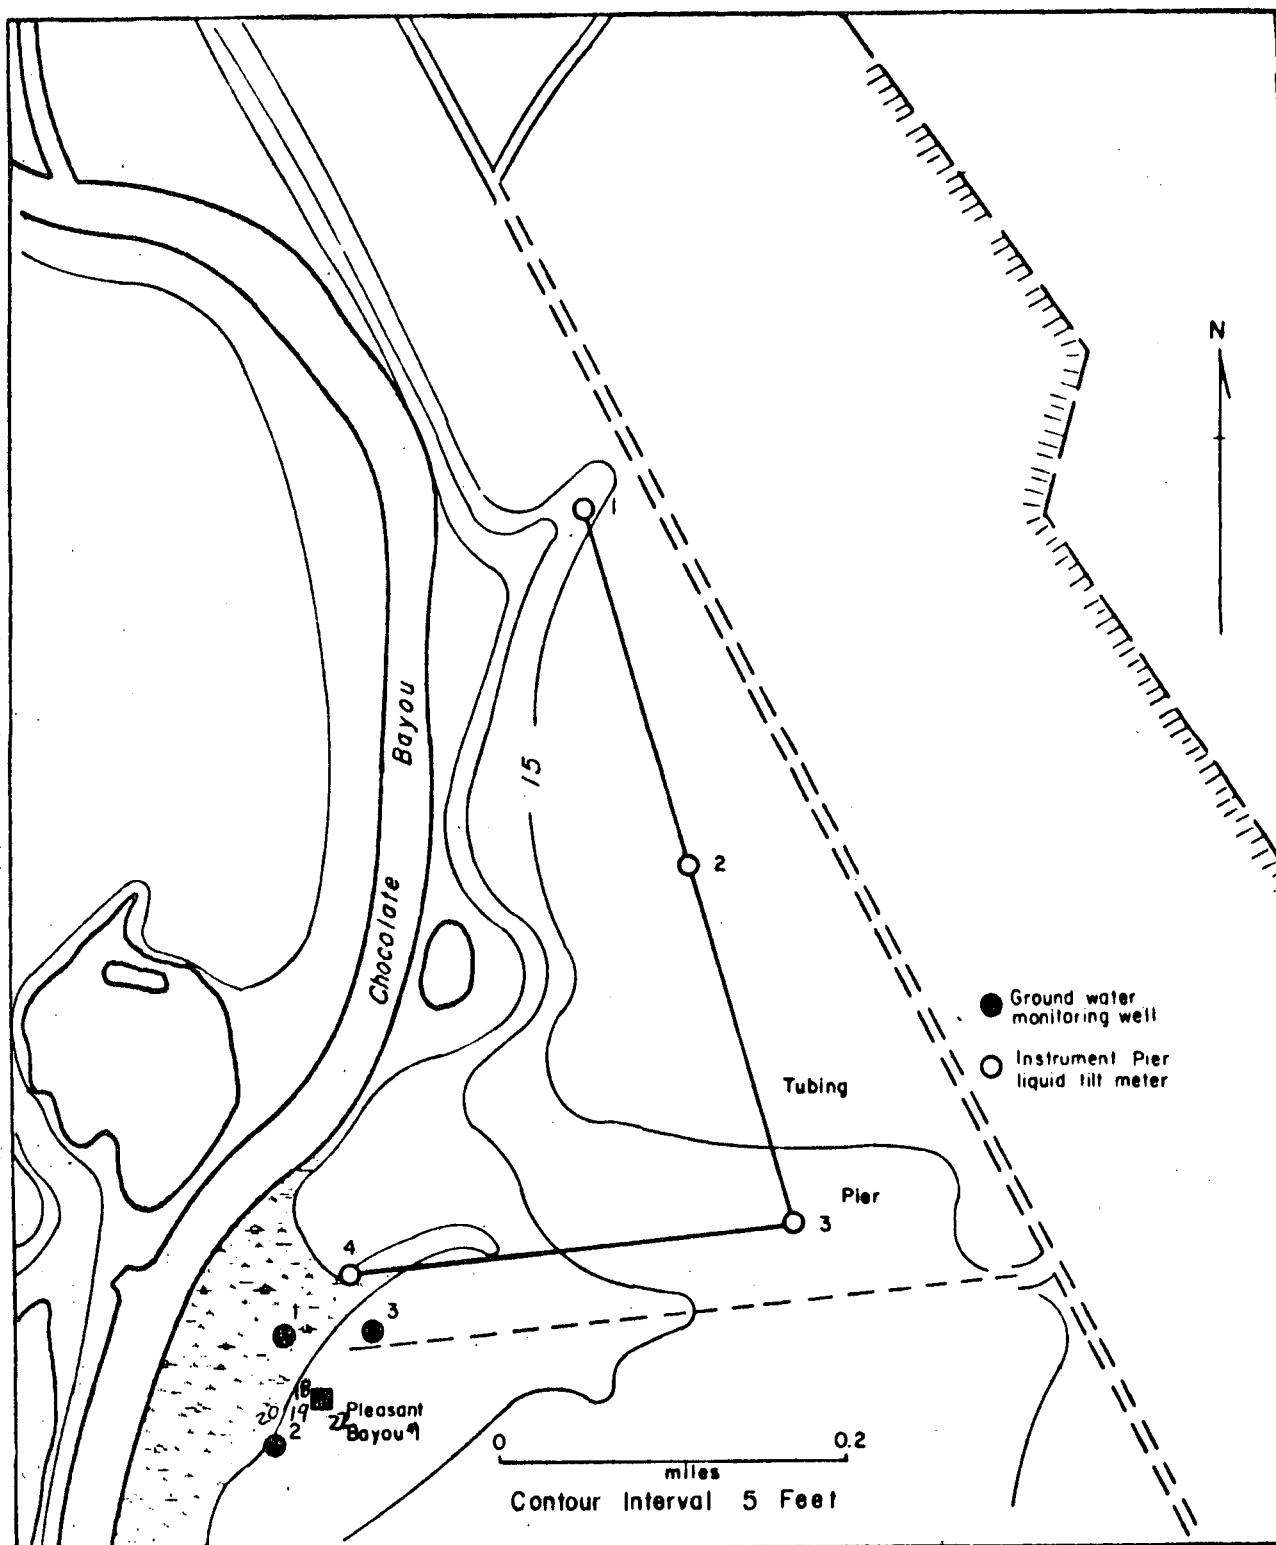 N
1
Bayou
15
2
Chocolate
Ground water
monitoring well
Instrument Pier
liquid tilt meter
Tubing
Pier
3
4
1
3
18
20 19
22 Pleasant
2
Bayou #1
0 0.2
miles
Contour Interval 5 Feet